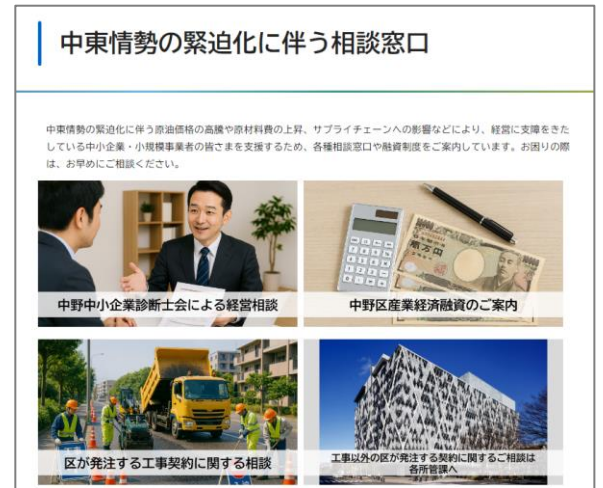 中東情勢の緊迫化に伴う相談窓口
中東情勢の緊迫化に伴う原油価格の高騰や原材料費の上昇、サプライチェーンへの影響などにより、経営に支障をきた
している中小企業・小規模事業者の皆さまを支援するため、各種相談窓口や融資制度をご案内しています。お困りの際
は、お早めにご相談ください。
中野中小企業診断士会による経営相談
中野区産業経済融資のご案内
壱万円
区が発注する工事契約に関する相談
工事以外の区が発注する契約に関するご相談は
各所管課へ